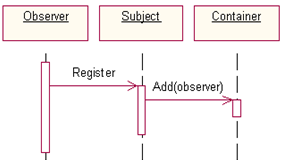 Observer
Subject
Container
Register
Add(observer)